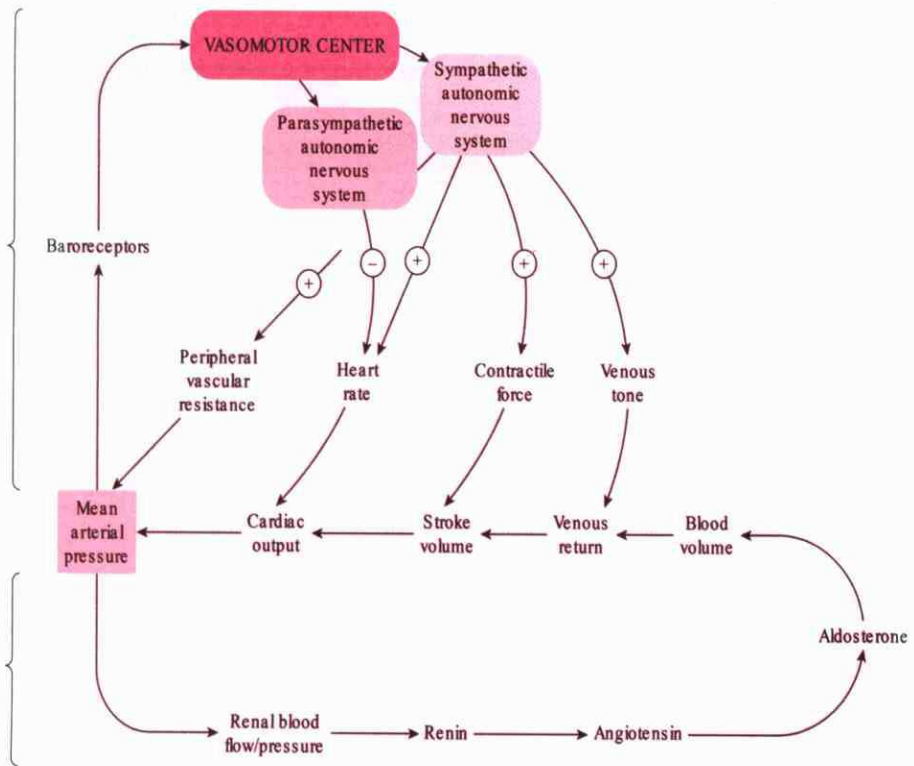 VASOMOTOR CENTER
Sympathetic
autonomic
nervous
system
Parasympathetic
autonomic
nervous
system
Baroreceptors
+
−
+
+
+
Peripheral
vascular
resistance
Heart
rate
Contractile
force
Venous
tone
Mean
arterial
pressure
Cardiac
output
Stroke
volume
Venous
return
Blood
volume
Aldosterone
Renal blood
flow/pressure
Renin
Angiotensin